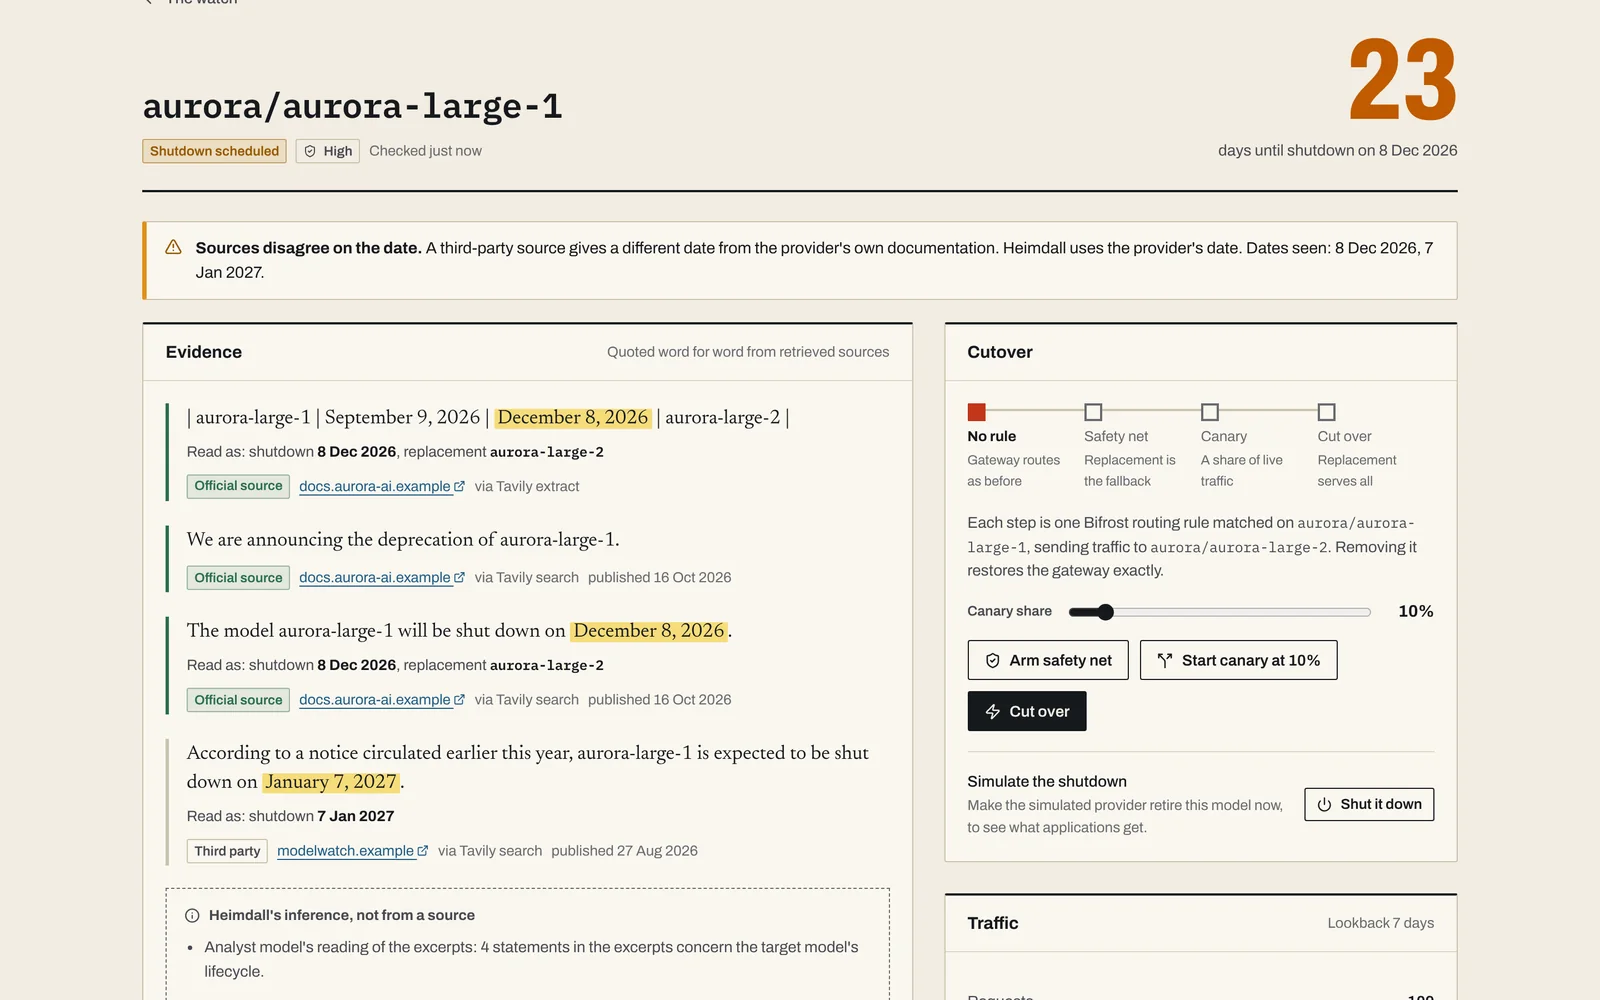 The watch
23
aurora/aurora-large-1
Shutdown scheduled High Checked just now
days until shutdown on 8 Dec 2026
Sources disagree on the date. A third-party source gives a different date from the provider's own documentation. Heimdall uses the provider's date. Dates seen: 8 Dec 2026, 7
Jan 2027.
Evidence
Quoted word for word from retrieved sources
| aurora-large-1 | September 9, 2026 | December 8, 2026 | aurora-large-2 |
Read as: shutdown 8 Dec 2026, replacement aurora-large-2
Official source docs.aurora-ai.example via Tavily extract
We are announcing the deprecation of aurora-large-1.
Official source docs.aurora-ai.example via Tavily search published 16 Oct 2026
The model aurora-large-1 will be shut down on December 8, 2026.
Read as: shutdown 8 Dec 2026, replacement aurora-large-2
Official source docs.aurora-ai.example via Tavily search published 16 Oct 2026
According to a notice circulated earlier this year, aurora-large-1 is expected to be shut
down on January 7, 2027.
Read as: shutdown 7 Jan 2027
Third party modelwatch.example via Tavily search published 27 Aug 2026
Heimdall's inference, not from a source
• Analyst model's reading of the excerpts: 4 statements in the excerpts concern the target model's
lifecycle.
Cutover
No rule
Gateway routes
as before
Safety net
Replacement is
the fallback
Canary
A share of live
traffic
Cut over
Replacement
serves all
Each step is one Bifrost routing rule matched on aurora/aurora-
large-1, sending traffic to aurora/aurora-large-2. Removing it
restores the gateway exactly.
Canary share 10%
Arm safety net Start canary at 10%
Cut over
Simulate the shutdown
Make the simulated provider retire this model now,
to see what applications get.
Shut it down
Traffic
Lookback 7 days
Requests